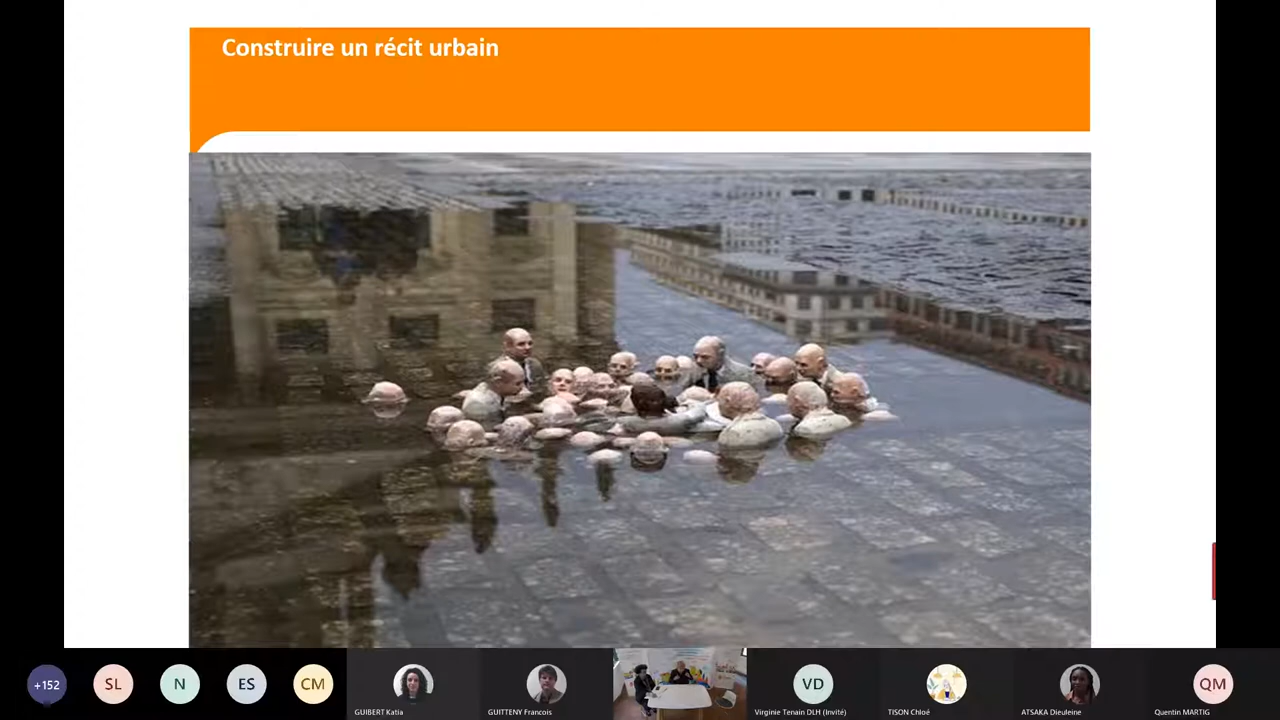 Construire un récit urbain
+152
SL
N
ES
CM
VD
QM
GUIBERT Katia
GUITTENY Francois
Virginie Tenain DLH (Invité)
TISON Chloé
ATSAKA Dieuleine
Quentin MARTIG